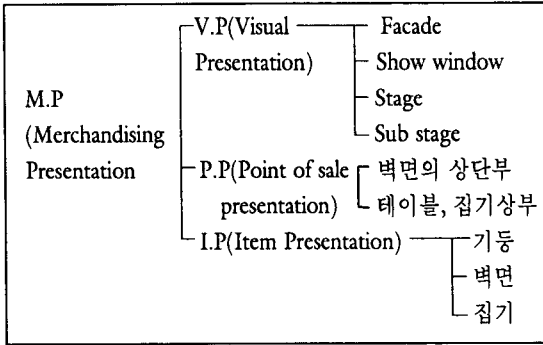 V.P(Visual Presentation)
Facade
Show window
Stage
Sub stage
M.P
(Merchandising
Presentation
P.P(Point of sale
presentation)
벽면의 상단부
테이블, 집기상부
I.P(Item Presentation)
기둥
벽면
집기